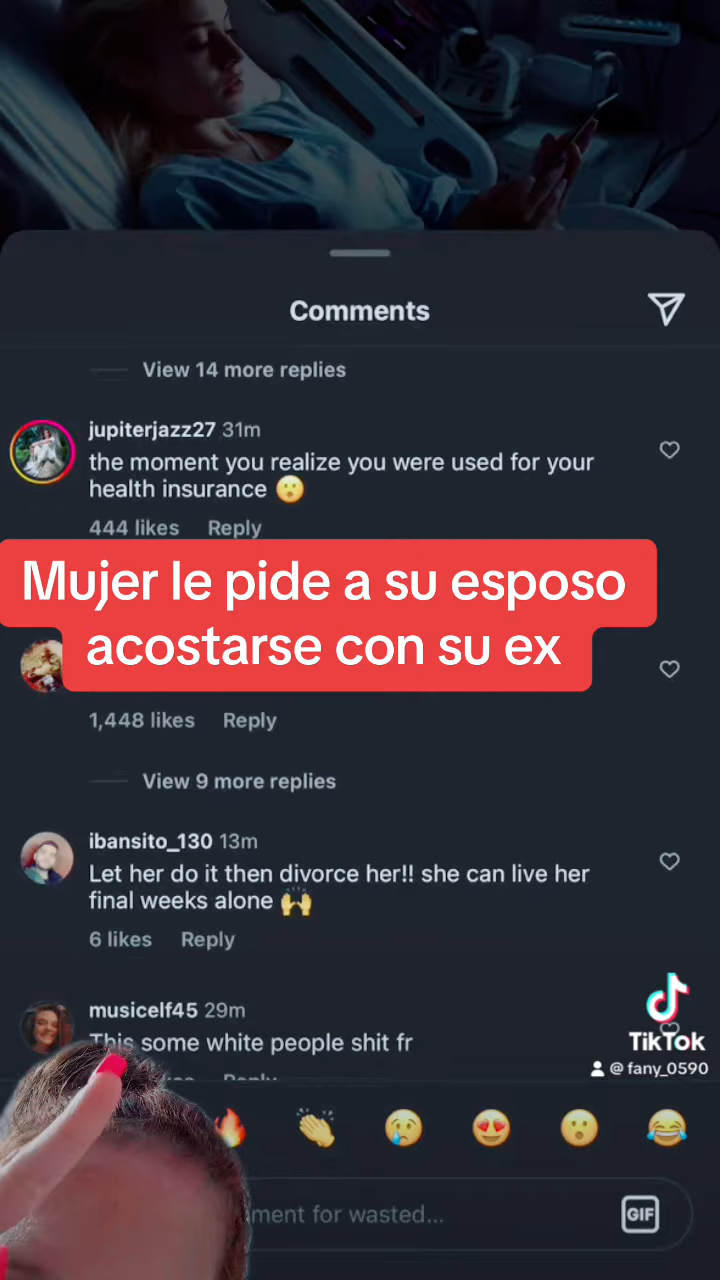 Comments
View 14 more replies
jupiterjazz27 31m
the moment you realize you were used for your
health insurance 😮
444 likes Reply
Mujer le pide a su esposo
acostarse con su ex
1,448 likes Reply
View 9 more replies
ibansito_130 13m
Let her do it then divorce her!! she can live her
final weeks alone 🙌
6 likes Reply
musicelf45 29m
This some white people shit fr
Reply
TikTok
@fany_0590
for wasted...
GIF